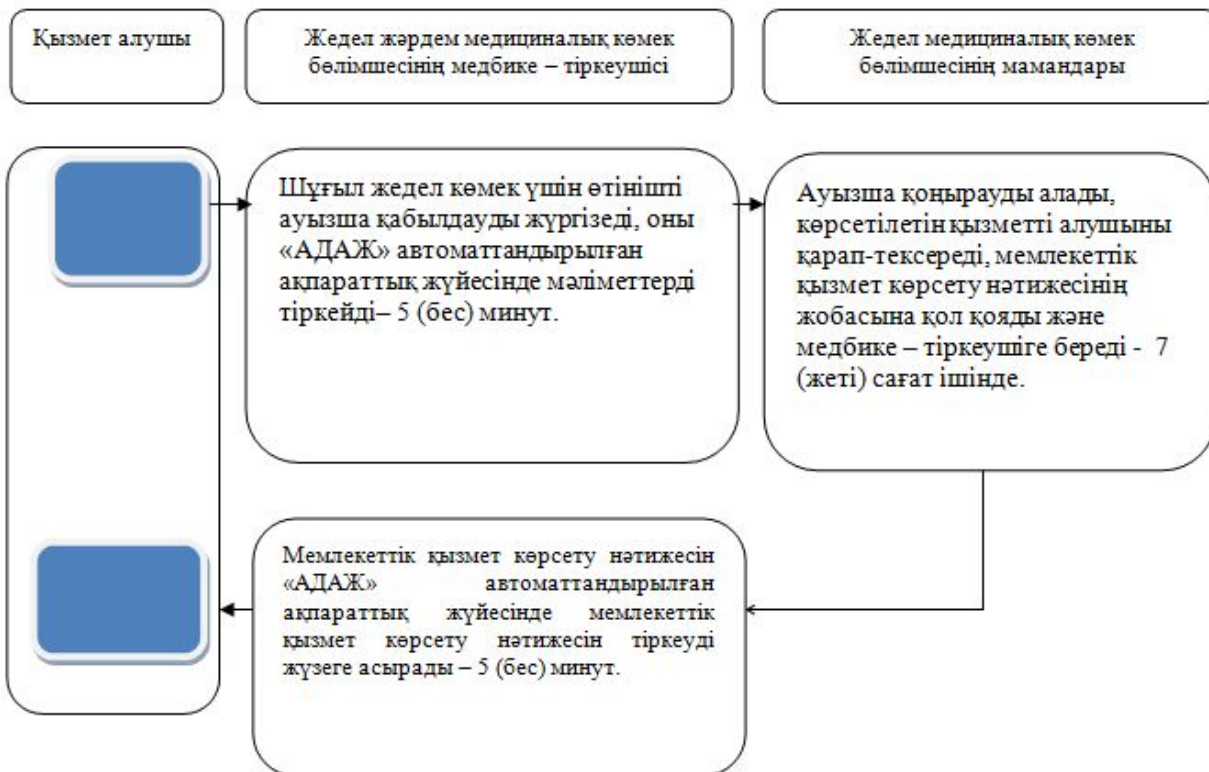 Қызмет алушы
Жедел жәрдем медициналық көмек
бөлімшесінің медбике – тіркеушісі
Жедел медициналық көмек
бөлімшесінің мамандары
Шұғыл жедел көмек үшін өтінішті
ауызша қабылдауды жүргізеді, оны
«АДАЖ» автоматтандырылған
ақпараттық жүйесінде мәліметтерді
тіркейді– 5 (бес) минут.
Ауызша қоңырауды алады,
көрсетілетін қызметті алушыны
қарап-тексереді, мемлекеттік
қызмет көрсету нәтижесінің
жобасына қол қояды және
медбике – тіркеушіге береді - 7
(жеті) сағат ішінде.
Мемлекеттік қызмет көрсету нәтижесін
«АДАЖ» автоматтандырылған
ақпараттық жүйесінде мемлекеттік
қызмет көрсету нәтижесін тіркеуді
жүзеге асырады – 5 (бес) минут.